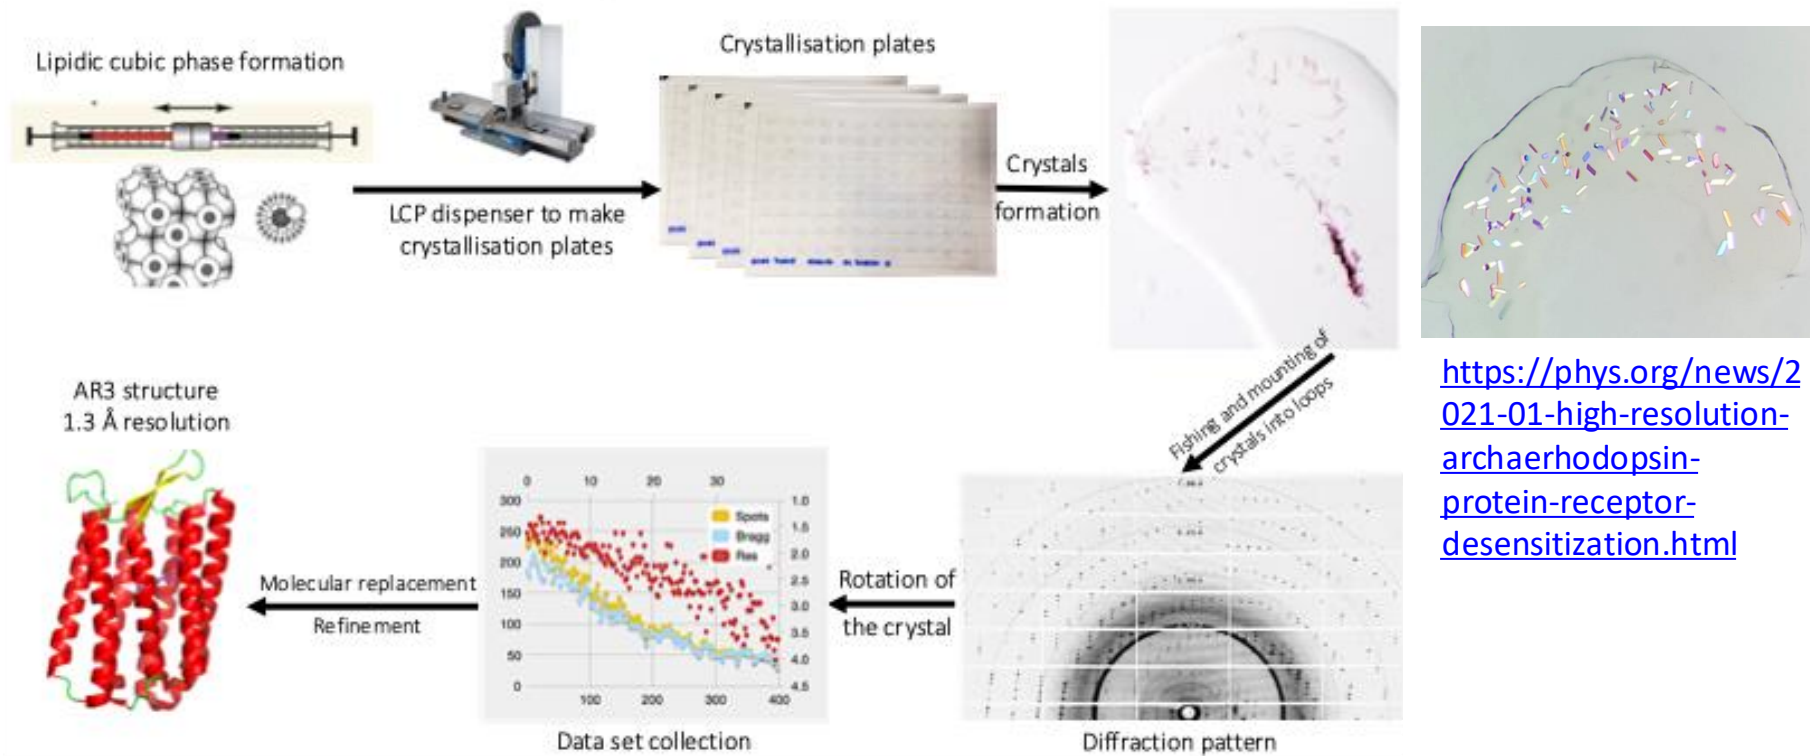 Lipidic cubic phase formation
LCP dispenser to make
crystallisation plates
Crystallisation plates
Crystals
formation
https://phys.org/news/2
021-01-high-resolution-
archaerhodopsin-
protein-receptor-
desensitization.html
Fishing and mounting of
crystals into loops
Diffraction pattern
Rotation of
the crystal
0 10 20 30
300
250
200
150
100
50
0
1.0
1.5
2.0
2.5
3.0
3.5
4.0
4.5
Spots
Bragg
Res
100 200 300 400
Data set collection
Molecular replacement
Refinement
AR3 structure
1.3 Å resolution